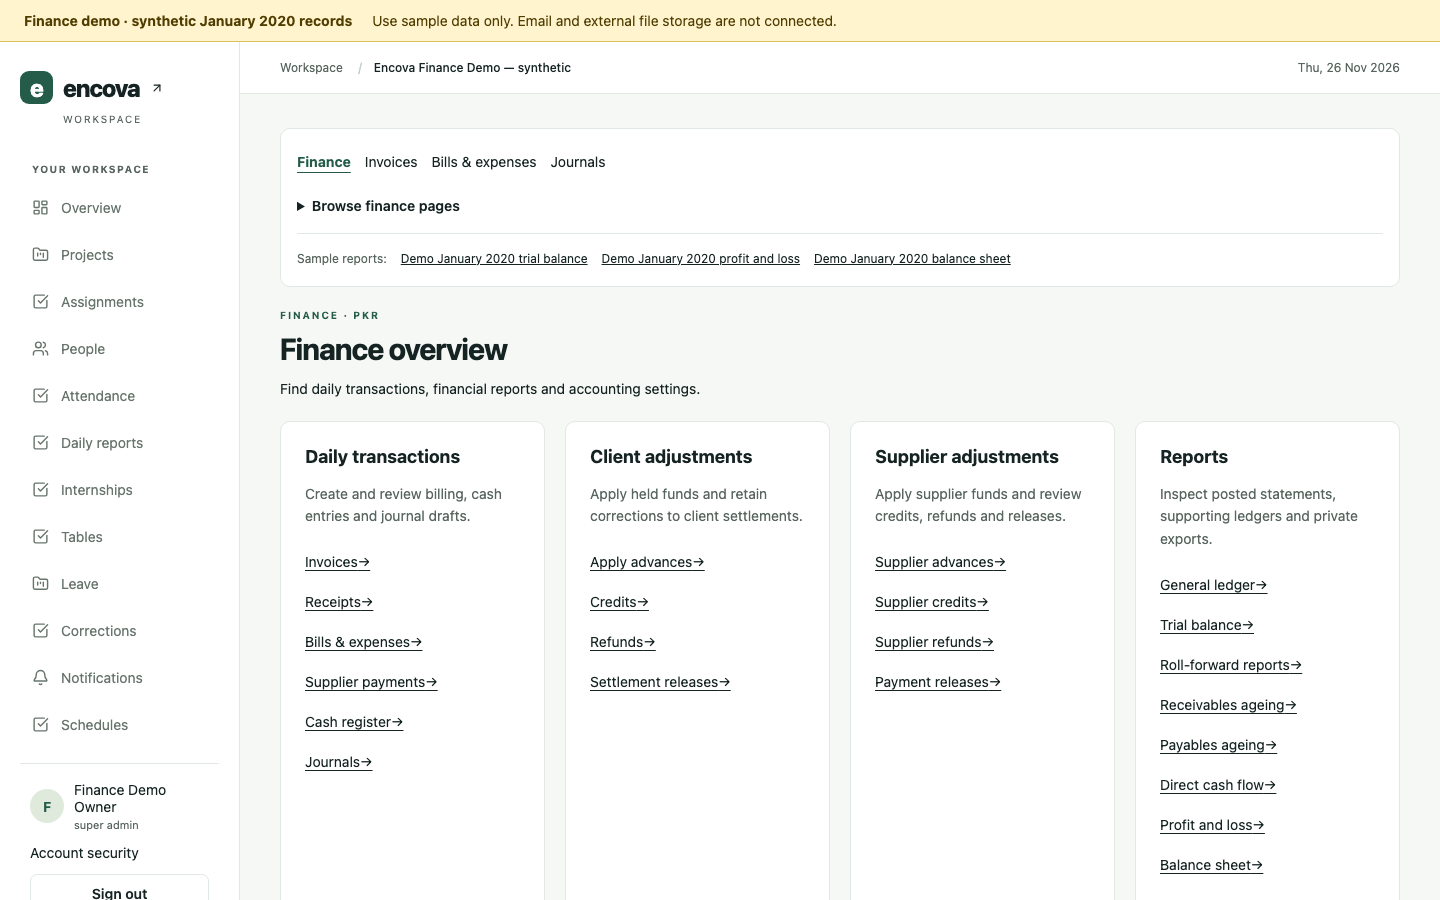 Finance demo · synthetic January 2020 records Use sample data only. Email and external file storage are not connected.
e encova
WORKSPACE
Workspace / Encova Finance Demo — synthetic
Thu, 26 Nov 2026
YOUR WORKSPACE
Overview
Projects
Assignments
People
Attendance
Daily reports
Internships
Tables
Leave
Corrections
Notifications
Schedules
F
Finance Demo
Owner
super admin
Account security
Sign out
Finance Invoices Bills & expenses Journals
Browse finance pages
Sample reports: Demo January 2020 trial balance Demo January 2020 profit and loss Demo January 2020 balance sheet
FINANCE · PKR
Finance overview
Find daily transactions, financial reports and accounting settings.
Daily transactions
Create and review billing, cash
entries and journal drafts.
Invoices→
Receipts→
Bills & expenses→
Supplier payments→
Cash register→
Journals→
Client adjustments
Apply held funds and retain
corrections to client settlements.
Apply advances→
Credits→
Refunds→
Settlement releases→
Supplier adjustments
Apply supplier funds and review
credits, refunds and releases.
Supplier advances→
Supplier credits→
Supplier refunds→
Payment releases→
Reports
Inspect posted statements,
supporting ledgers and private
exports.
General ledger→
Trial balance→
Roll-forward reports→
Receivables ageing→
Payables ageing→
Direct cash flow→
Profit and loss→
Balance sheet→